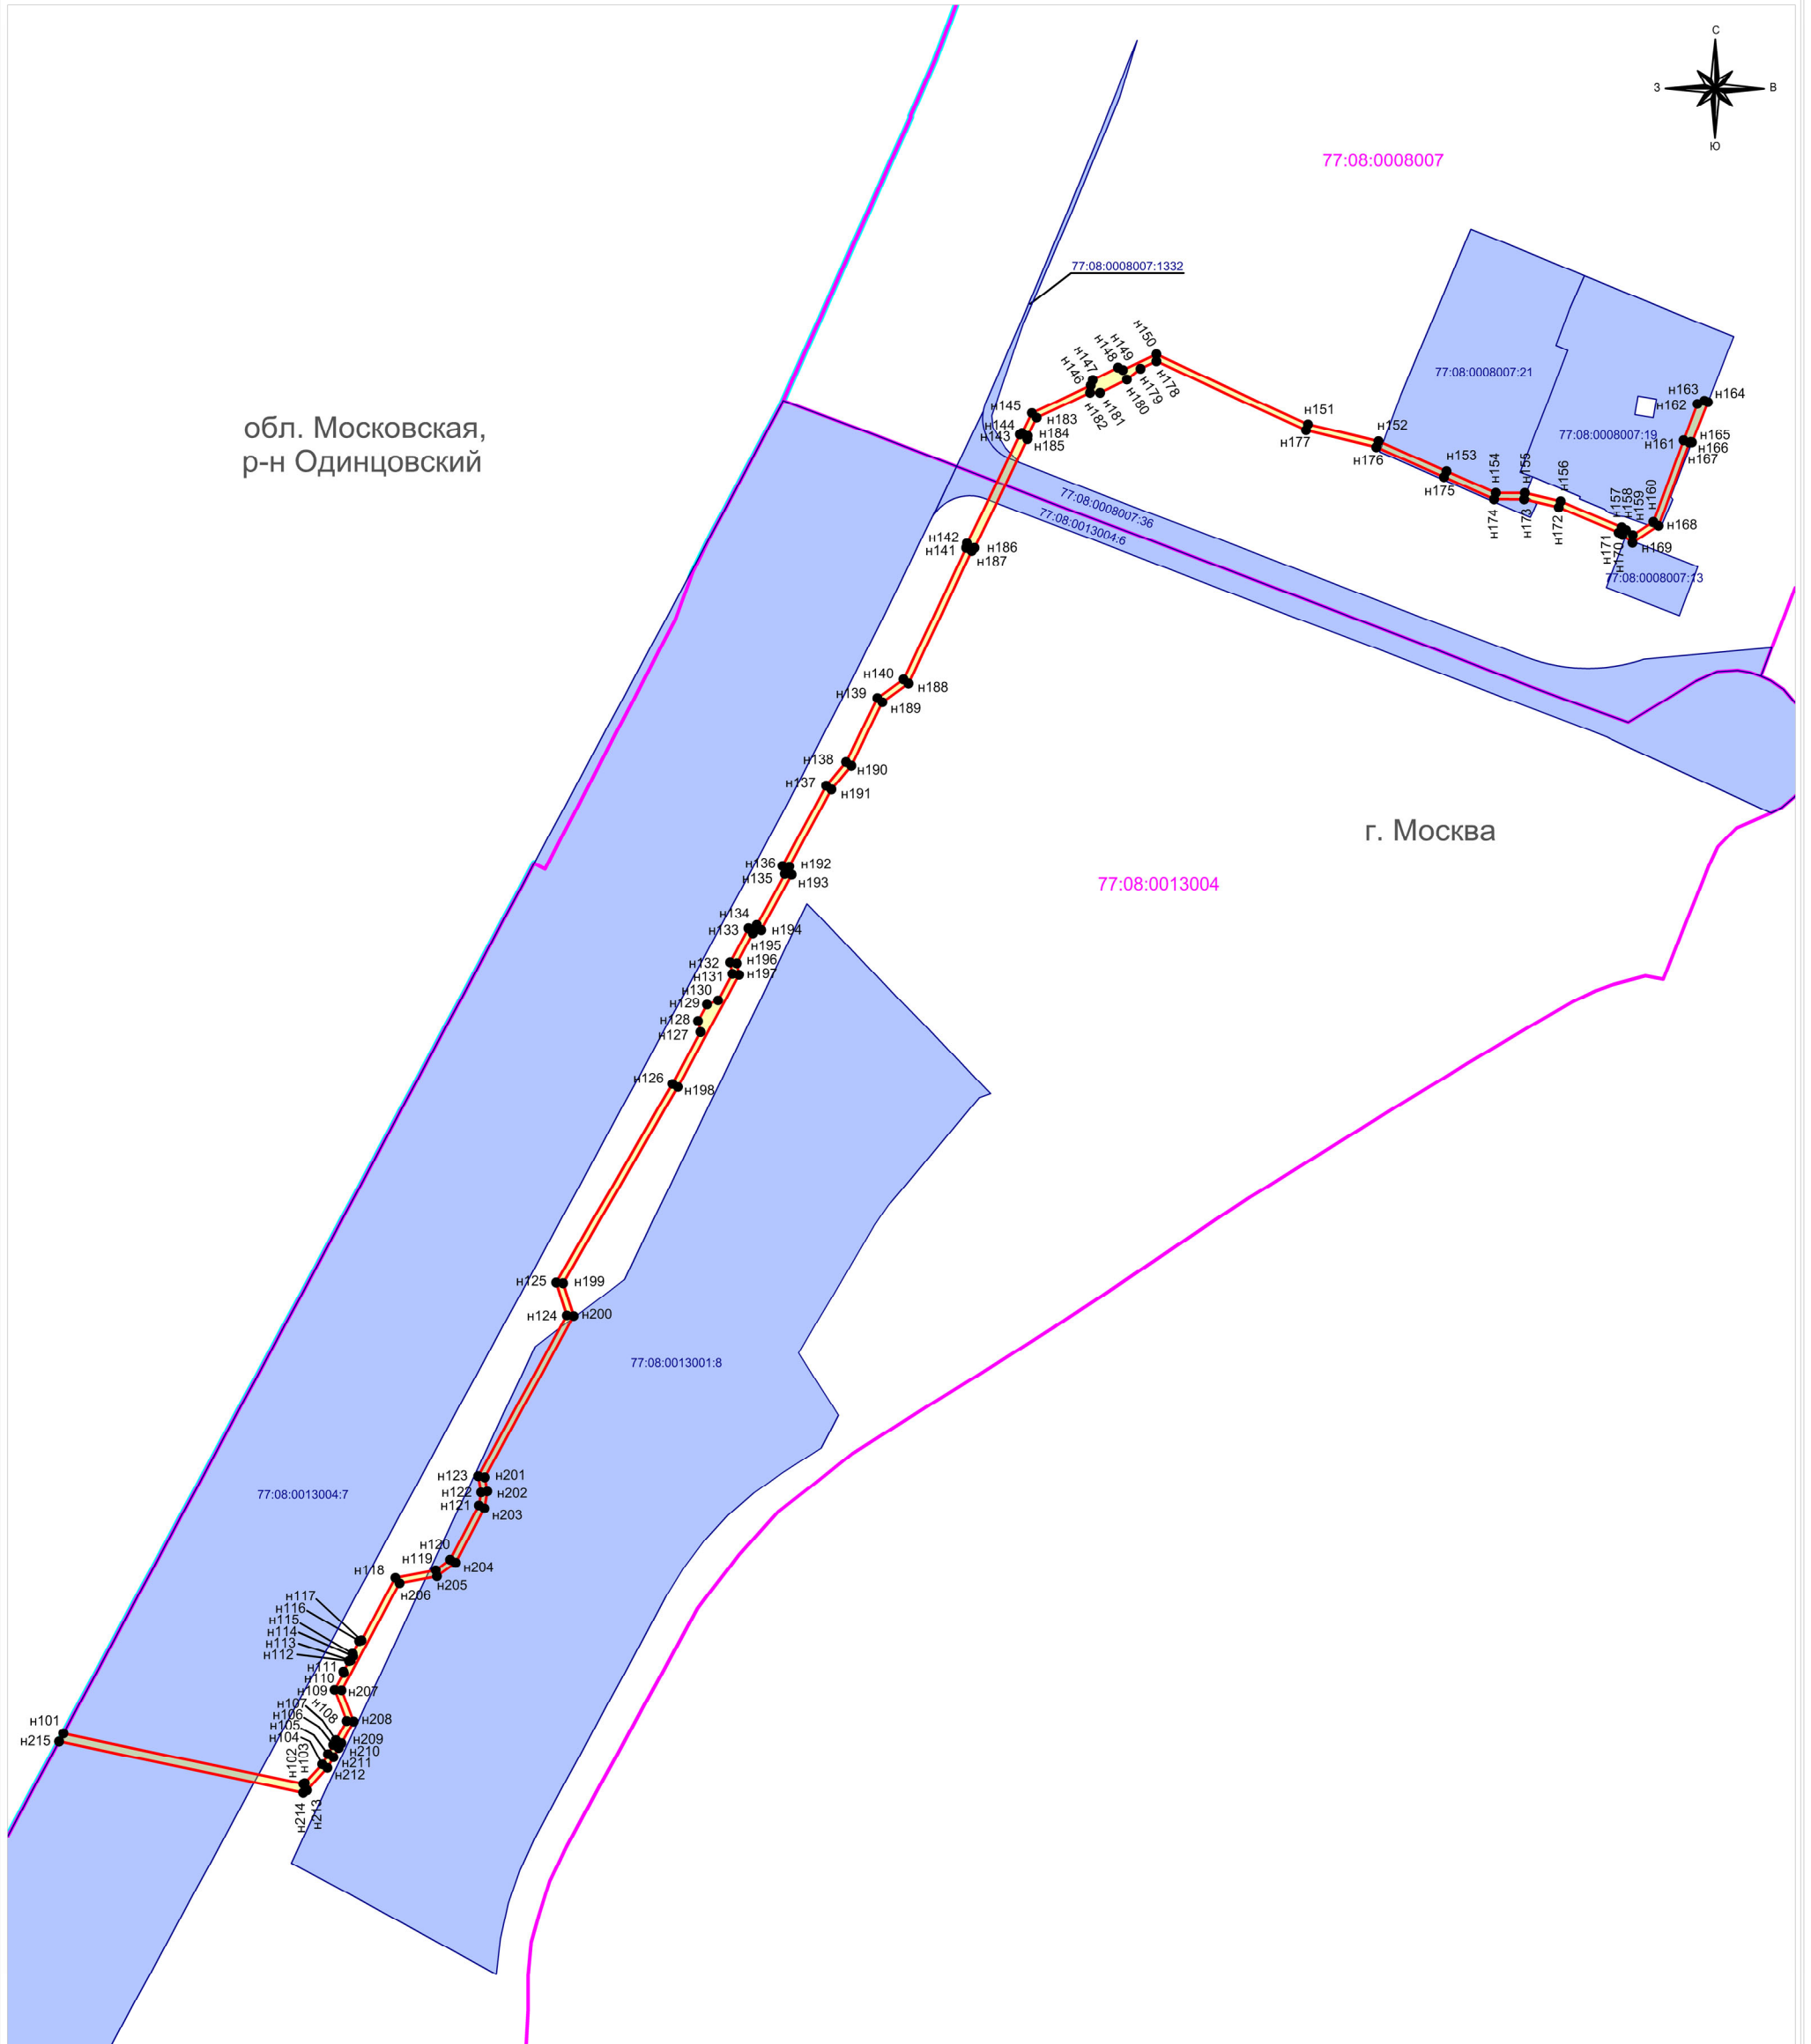 С
З
В
Ю
77:08:0008007
77:08:0008007:1332
н150
н149
н148
н147
н146
н178
н179
н180
н181
н182
77:08:0008007:21
н163
н164
н162
77:08:0008007:19
н161
н165
н166
н167
н145
н183
н144
н184
н143
н185
н151
н177
н152
н176
н153
н175
н154
н155
н156
н174
н173
н172
н157
н158
н159
н160
н168
н169
н171
н170
77:08:0008007:13
обл. Московская,
р-н Одинцовский
77:08:0008007:36
77:08:0013004:6
н142
н141
н186
н187
н140
н188
н139
н189
н138
н190
н137
н191
г. Москва
н136
н192
н135
н193
77:08:0013004
н134
н133
н194
н195
н132
н196
н131
н197
н130
н129
н128
н127
н126
н198
н125
н199
н124
н200
77:08:0013001:8
н123
н201
н122
н202
н121
н203
77:08:0013004:7
н120
н119
н204
н118
н205
н206
н117
н116
н115
н114
н113
н112
н111
н110
н109
н207
н107
н108
н106
н105
н104
н208
н209
н210
н211
н212
н101
н215
н102
н103
н214
н213